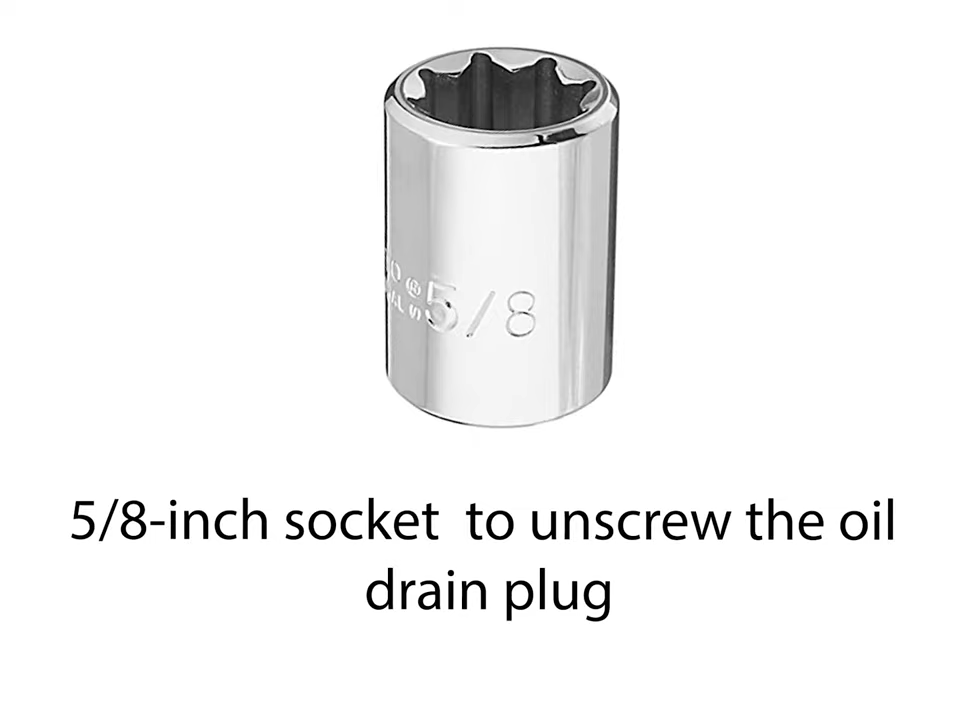 5/8
5/8-inch socket  to unscrew the oil
drain plug